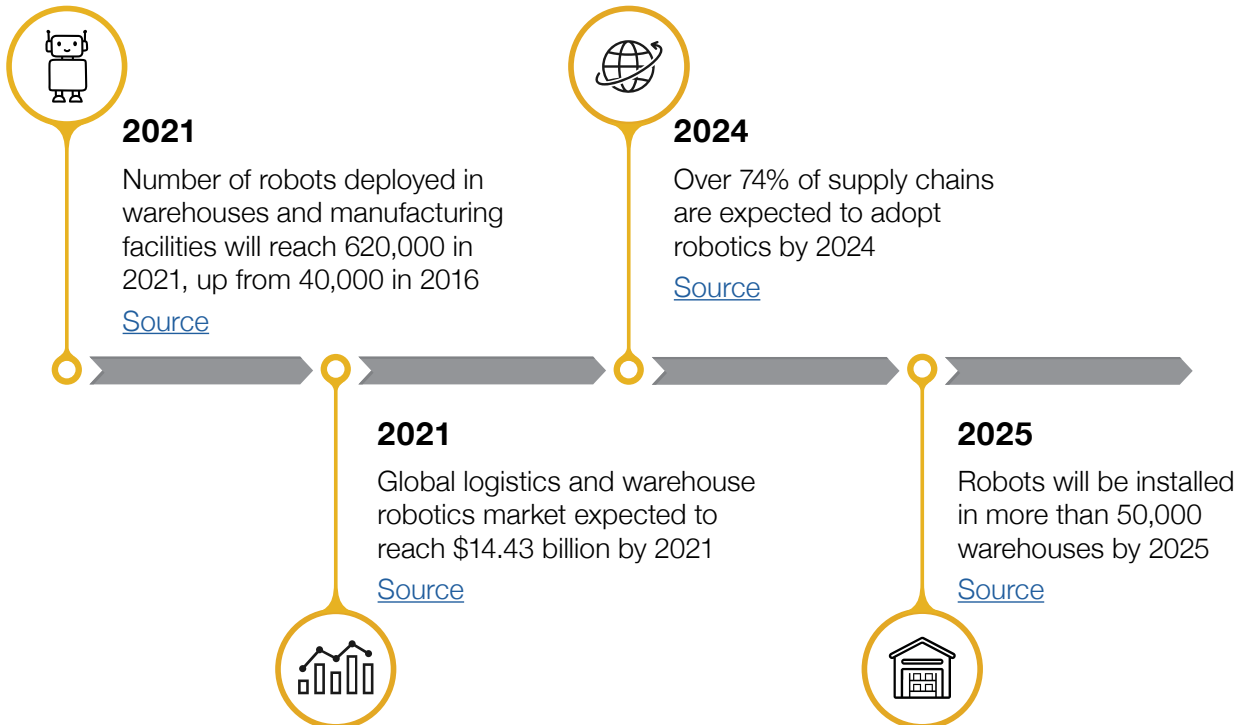 2021
Number of robots deployed in
warehouses and manufacturing
facilities will reach 620,000 in
2021, up from 40,000 in 2016
Source
2021
Global logistics and warehouse
robotics market expected to
reach $14.43 billion by 2021
Source
2024
Over 74% of supply chains
are expected to adopt
robotics by 2024
Source
2025
Robots will be installed
in more than 50,000
warehouses by 2025
Source